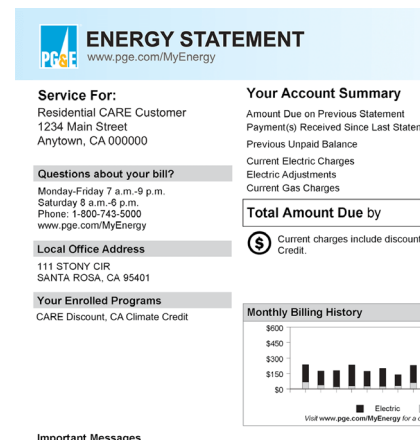 PG&E
ENERGY STATEMENT
www.pge.com/MyEnergy
Service For:
Residential CARE Customer
1234 Main Street
Anytown, CA 000000
Questions about your bill?
Monday-Friday 7 a.m.-9 p.m.
Saturday 8 a.m.-6 p.m.
Phone: 1-800-743-5000
www.pge.com/MyEnergy
Local Office Address
111 STONY CIR
SANTA ROSA, CA 95401
Your Enrolled Programs
CARE Discount, CA Climate Credit
Important Messages
Your Account Summary
Amount Due on Previous Statement
Payment(s) Received Since Last Statem
Previous Unpaid Balance
Current Electric Charges
Electric Adjustments
Current Gas Charges
Total Amount Due by
$ Current charges include discount
Credit.
Monthly Billing History
$600
$450
$300
$150
$0
Electric
Visit www.pge.com/MyEnergy for a